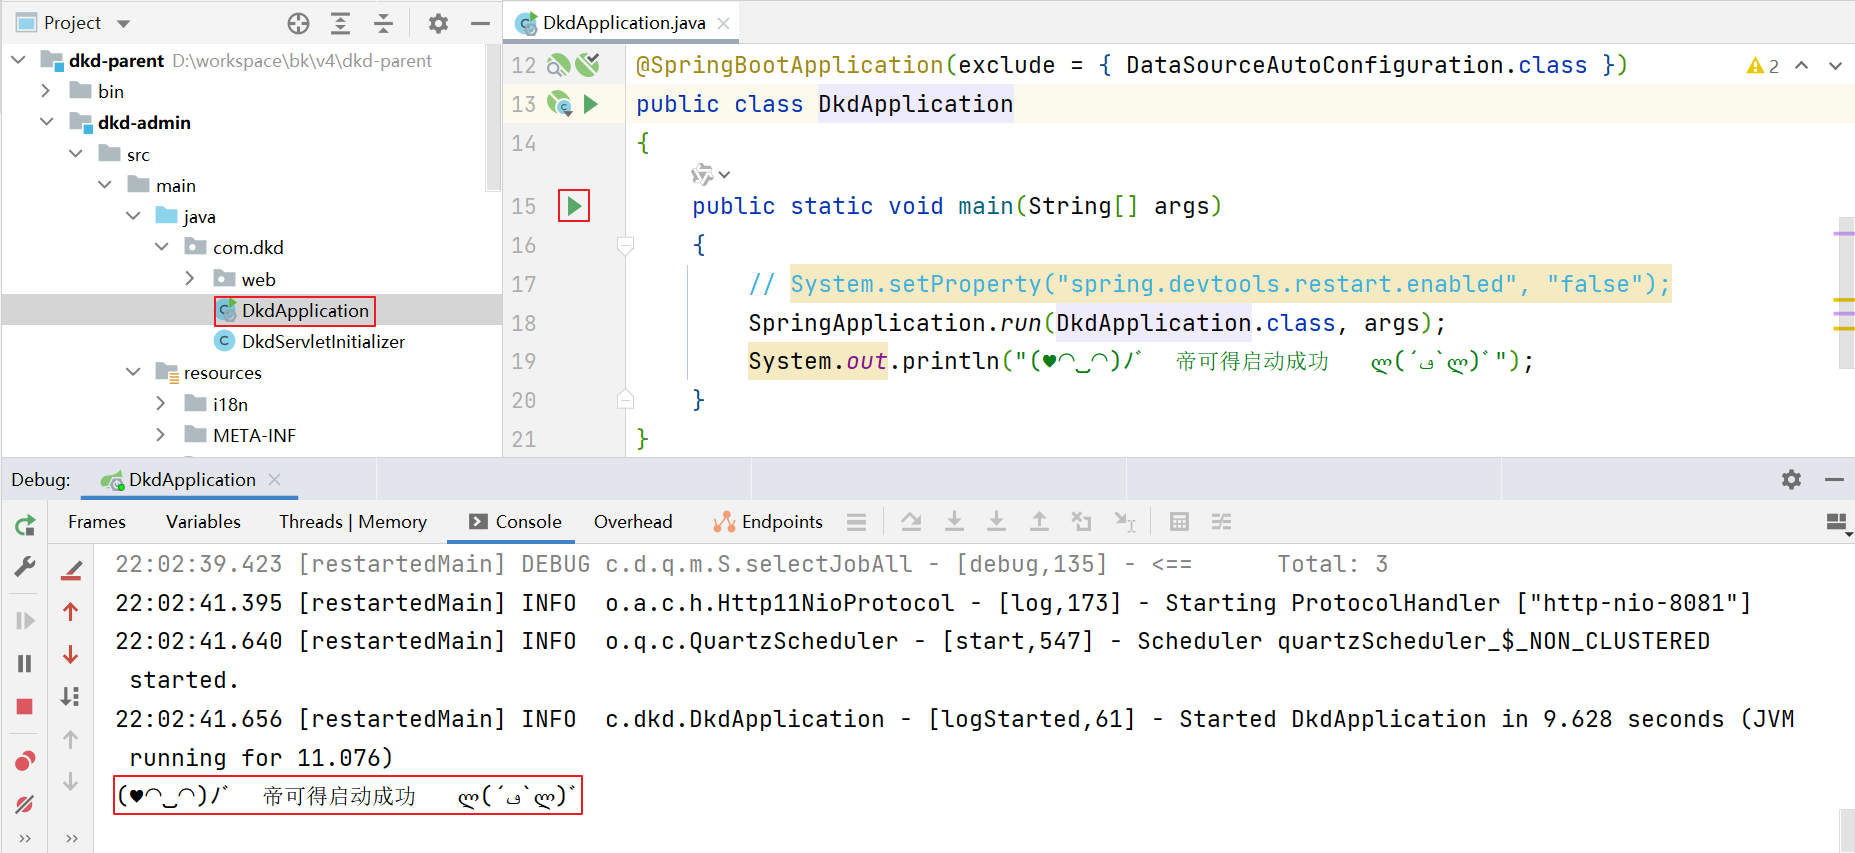 Project
dkd-parent D:\workspace\bk\v4\dkd-parent
bin
dkd-admin
src
main
java
com.dkd
web
DkdApplication
DkdServletInitializer
resources
i18n
META-INF
DkdApplication.java
12 @SpringBootApplication(exclude = { DataSourceAutoConfiguration.class }) 2
13 public class DkdApplication
14 {
15 public static void main(String[] args)
16 {
17 // System.setProperty("spring.devtools.restart.enabled", "false");
18 SpringApplication.run(DkdApplication.class, args);
19 System.out.println("(♥◠‿◠)ノ゙ 帝可得启动成功 ლ(´ڡ`ლ)゙");
20 }
21 }
Debug: DkdApplication
Frames Variables Threads | Memory Console Overhead Endpoints
22:02:39.423 [restartedMain] DEBUG c.d.q.m.S.selectJobAll - [debug,135] - <== Total: 3
22:02:41.395 [restartedMain] INFO o.a.c.h.Http11NioProtocol - [log,173] - Starting ProtocolHandler ["http-nio-8081"]
22:02:41.640 [restartedMain] INFO o.q.c.QuartzScheduler - [start,547] - Scheduler quartzScheduler_$_NON_CLUSTERED
started.
22:02:41.656 [restartedMain] INFO c.dkd.DkdApplication - [logStarted,61] - Started DkdApplication in 9.628 seconds (JVM
running for 11.076)
(♥◠‿◠)ノ゙ 帝可得启动成功 ლ(´ڡ`ლ)゙